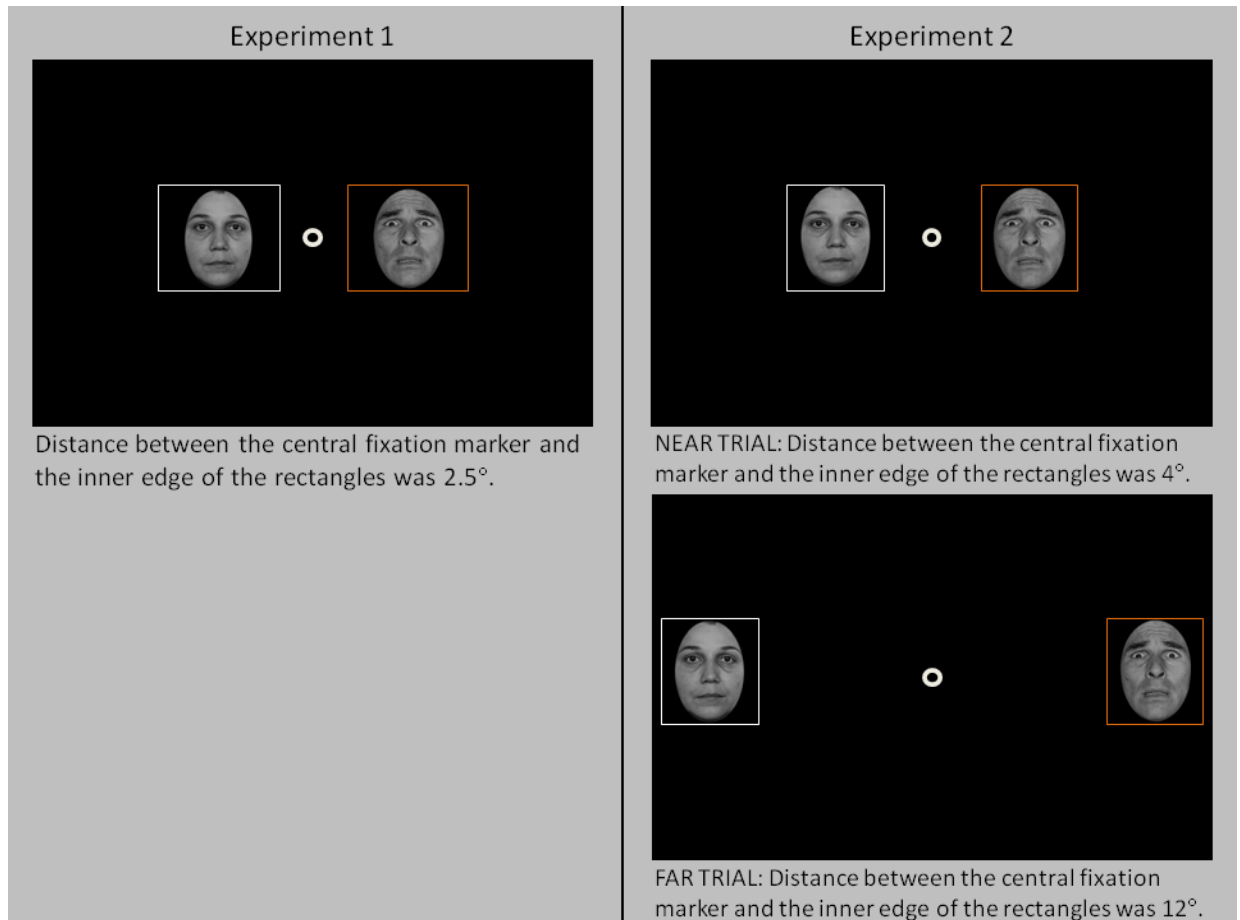 Experiment 1
Distance between the central fixation marker and
the inner edge of the rectangles was 2.5°.
Experiment 2
NEAR TRIAL: Distance between the central fixation
marker and the inner edge of the rectangles was 4°.
FAR TRIAL: Distance between the central fixation
marker and the inner edge of the rectangles was 12°.